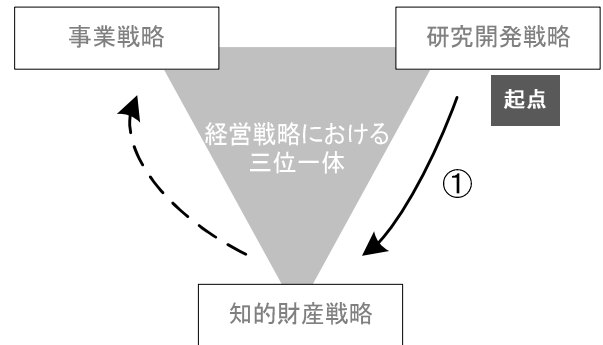 事業戦略
研究開発戦略
起点
経営戦略における
三位一体
①
知的財産戦略